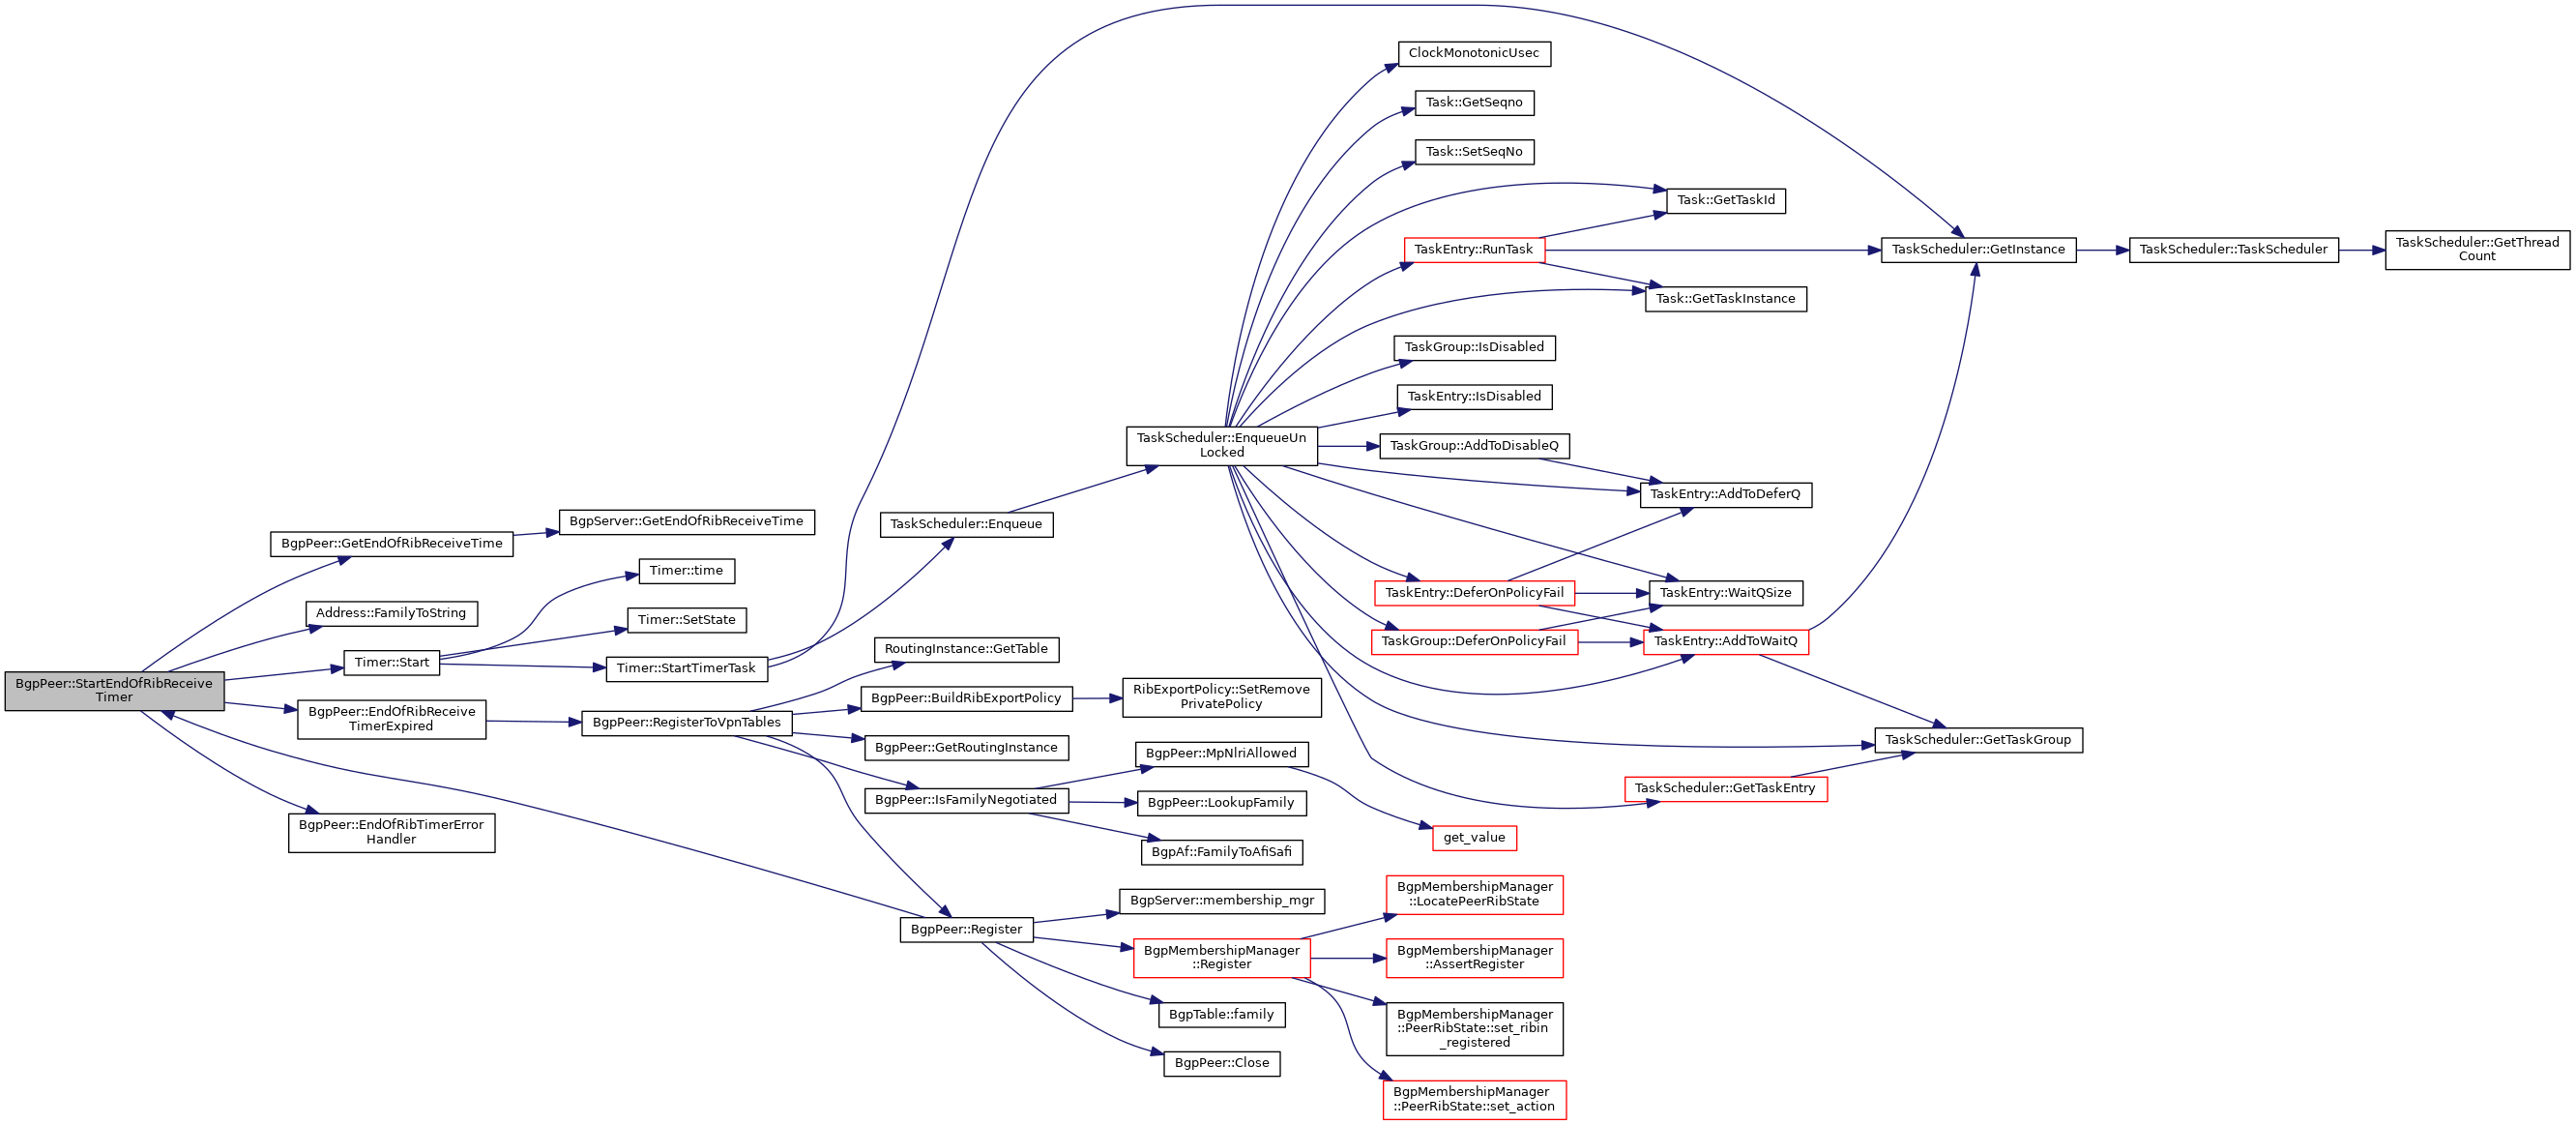 BgpPeer::StartEndOfRibReceive
Timer
BgpPeer::GetEndOfRibReceiveTime
Address::FamilyToString
Timer::Start
BgpPeer::EndOfRibReceive
TimerExpired
BgpPeer::EndOfRibTimerError
Handler
BgpServer::GetEndOfRibReceiveTime
Timer::time
Timer::SetState
Timer::StartTimerTask
BgpPeer::RegisterToVpnTables
TaskScheduler::Enqueue
RoutingInstance::GetTable
BgpPeer::BuildRibExportPolicy
BgpPeer::GetRoutingInstance
BgpPeer::IsFamilyNegotiated
BgpPeer::Register
TaskScheduler::EnqueueUn
Locked
RibExportPolicy::SetRemove
PrivatePolicy
BgpPeer::MpNlriAllowed
BgpPeer::LookupFamily
BgpAf::FamilyToAfiSafi
BgpServer::membership_mgr
BgpMembershipManager
::Register
BgpTable::family
BgpPeer::Close
ClockMonotonicUsec
Task::GetSeqno
Task::SetSeqNo
Task::GetTaskId
TaskEntry::RunTask
Task::GetTaskInstance
TaskGroup::IsDisabled
TaskEntry::IsDisabled
TaskGroup::AddToDisableQ
TaskEntry::AddToDeferQ
TaskEntry::DeferOnPolicyFail
TaskEntry::WaitQSize
TaskGroup::DeferOnPolicyFail
TaskEntry::AddToWaitQ
TaskScheduler::GetTaskGroup
TaskScheduler::GetTaskEntry
get_value
BgpMembershipManager
::LocatePeerRibState
BgpMembershipManager
::AssertRegister
BgpMembershipManager
::PeerRibState::set_ribin
_registered
BgpMembershipManager
::PeerRibState::set_action
TaskScheduler::GetInstance
TaskScheduler::TaskScheduler
TaskScheduler::GetThread
Count